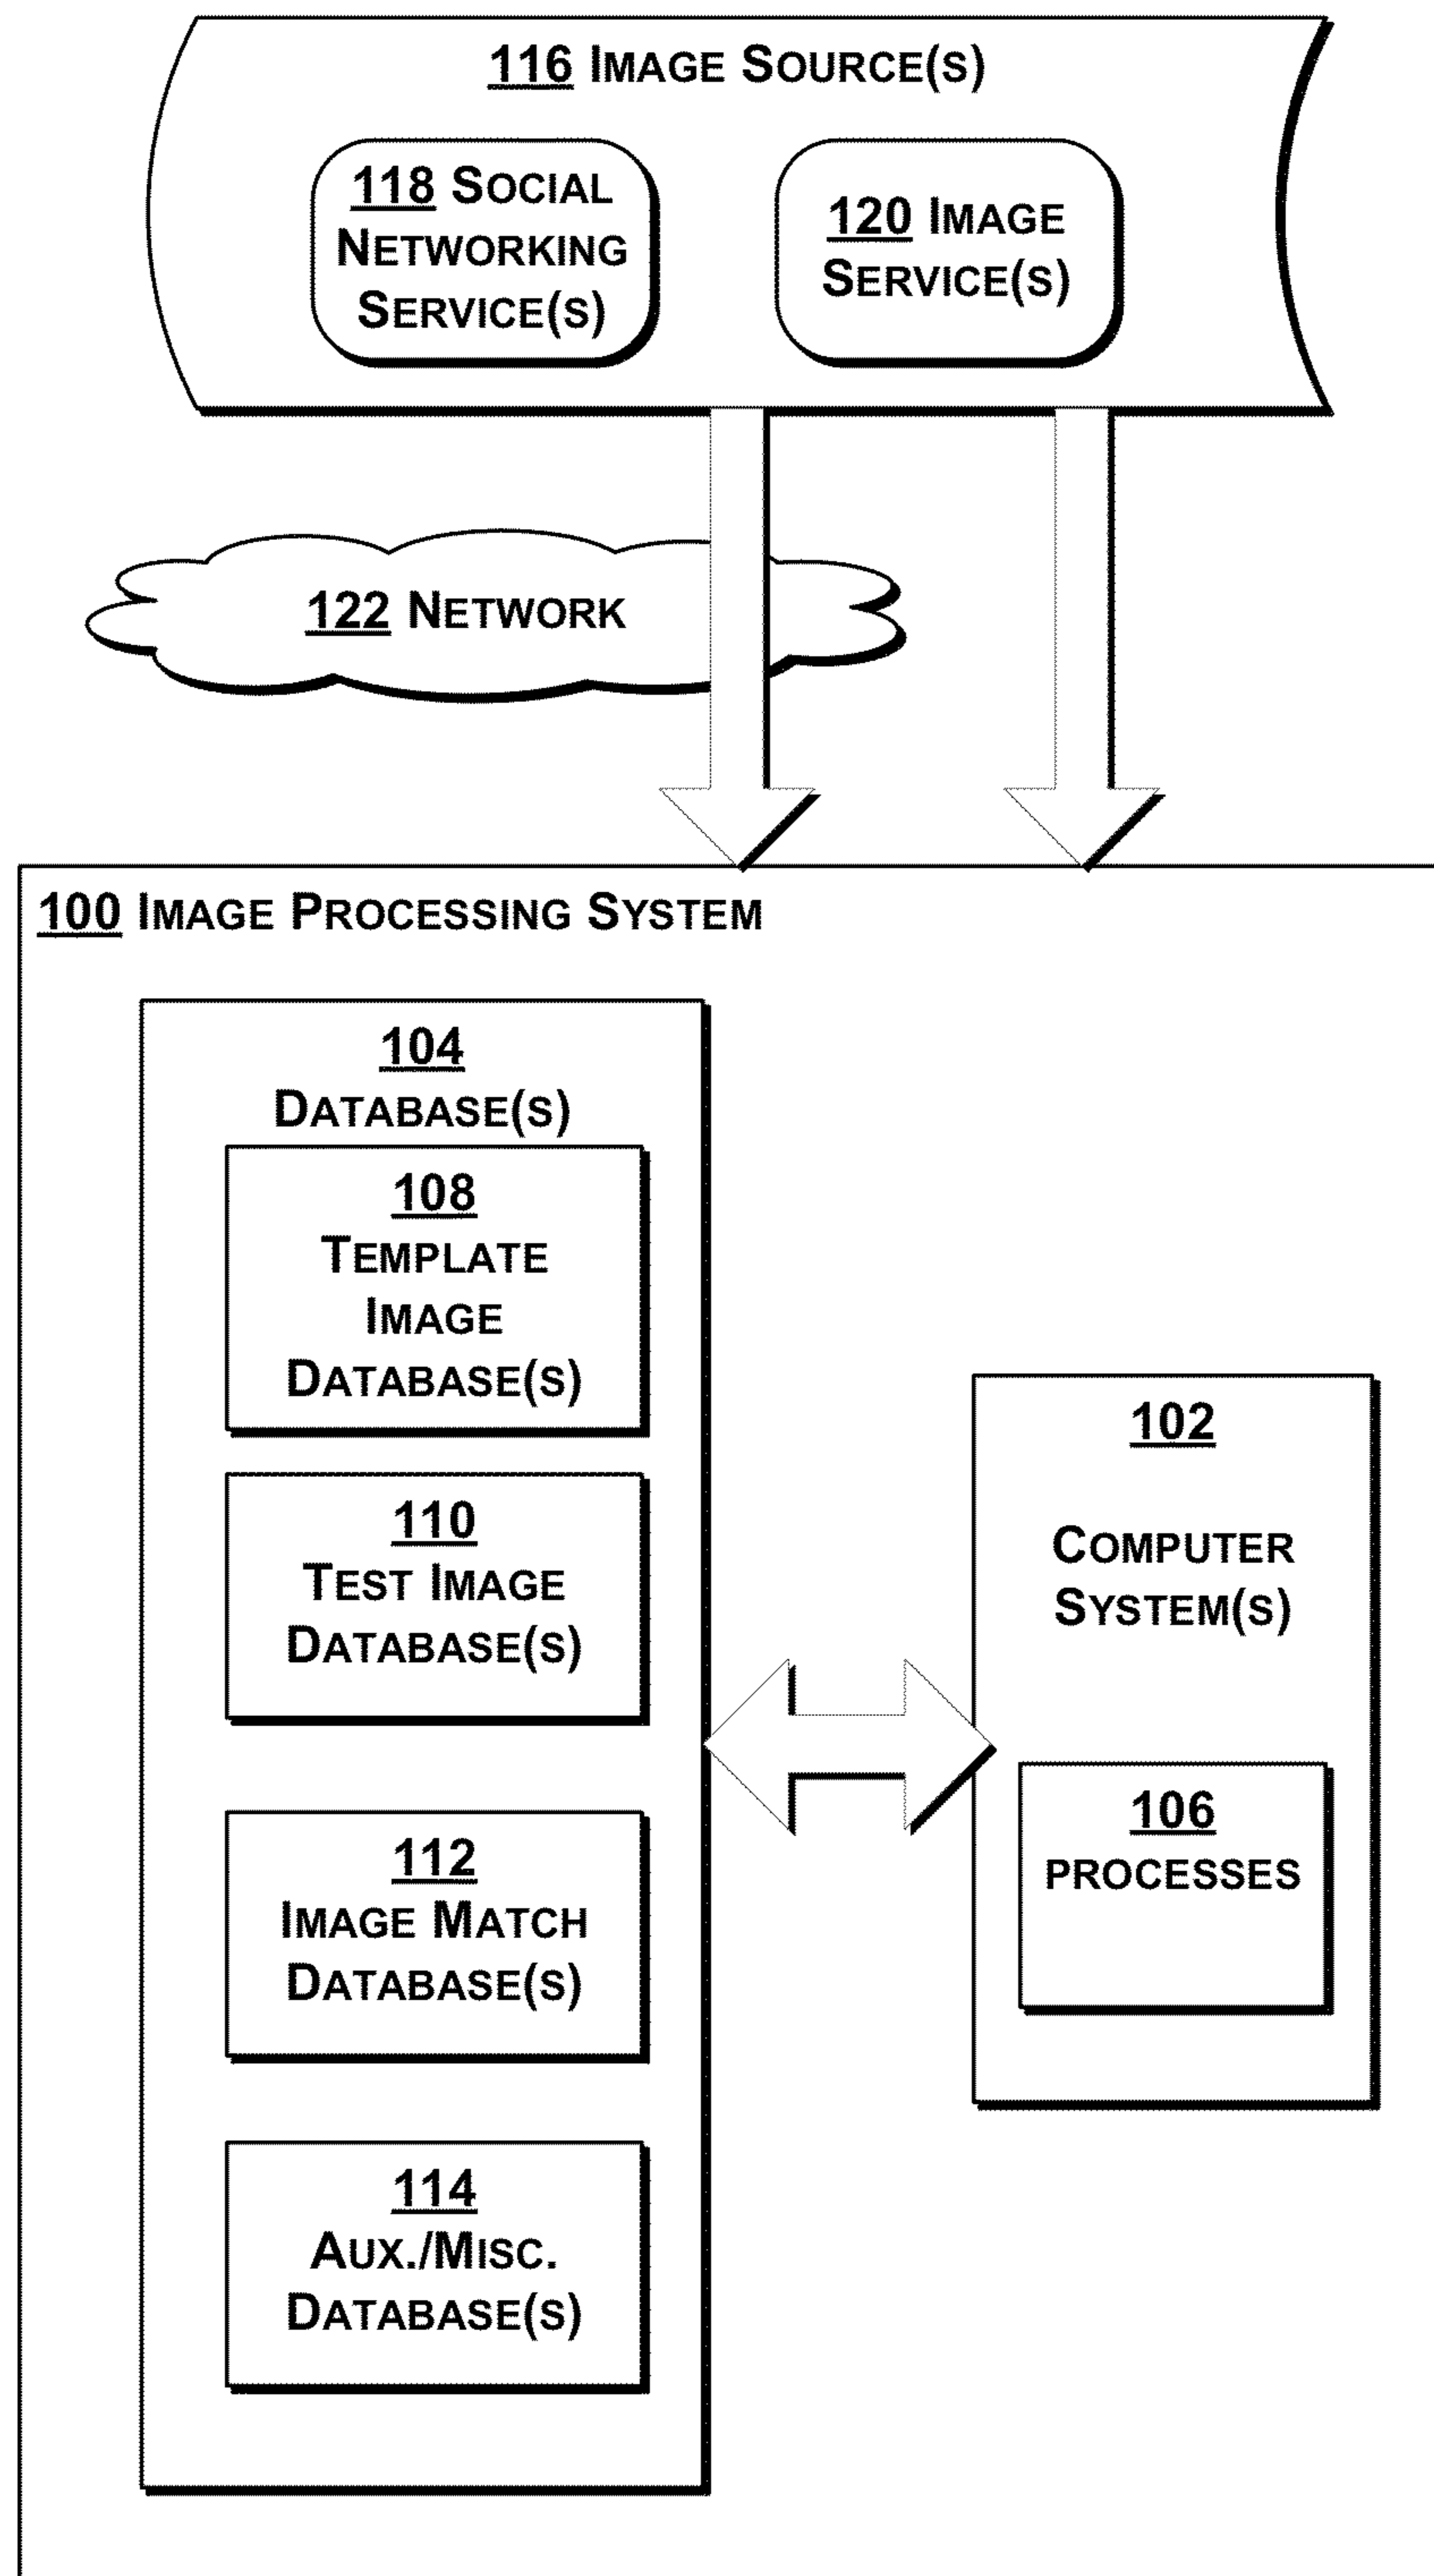 116 IMAGE SOURCE(S)
118 SOCIAL
NETWORKING
SERVICE(S)
120 IMAGE
SERVICE(S)
122 NETWORK
100 IMAGE PROCESSING SYSTEM
104
DATABASE(S)
108
TEMPLATE
IMAGE
DATABASE(S)
110
TEST IMAGE
DATABASE(S)
112
IMAGE MATCH
DATABASE(S)
114
AUX./MISC.
DATABASE(S)
102
COMPUTER
SYSTEM(S)
106
PROCESSES